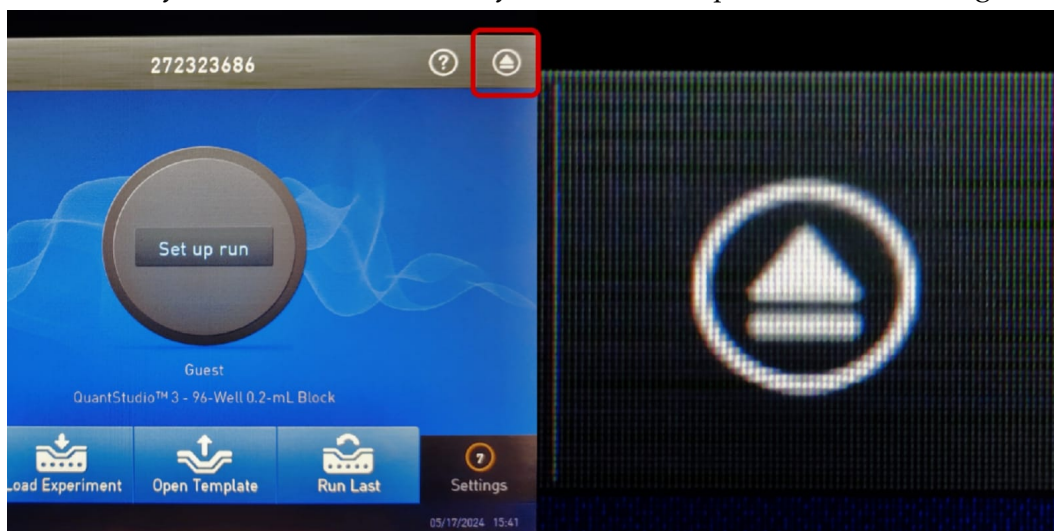 272323686
?
Set up run
Guest
QuantStudio™ 3 - 96-Well 0.2-mL Block
Load Experiment
Open Template
Run Last
7
Settings
05/17/2024 15:41